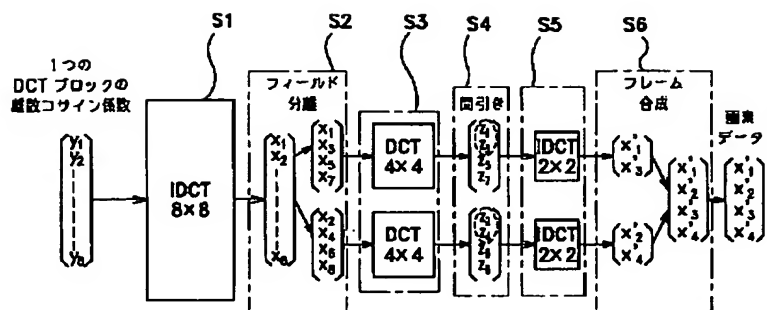 S1 S2 S3 S4 S5 S6
1つの
DCT ブロックの
離散コサイン係数
フィールド
分離
間引き
フレーム
合成
画素
データ
y1
y2
y8
IDCT
8×8
x1
x2
x8
x1
x3
x5
x7
x2
x4
x6
x8
DCT
4×4
DCT
4×4
z1
z3
z5
z7
z2
z4
z6
z8
IDCT
2×2
IDCT
2×2
x'1
x'3
x'2
x'4
x'1
x'2
x'3
x'4
x'1
x'2
x'3
x'4